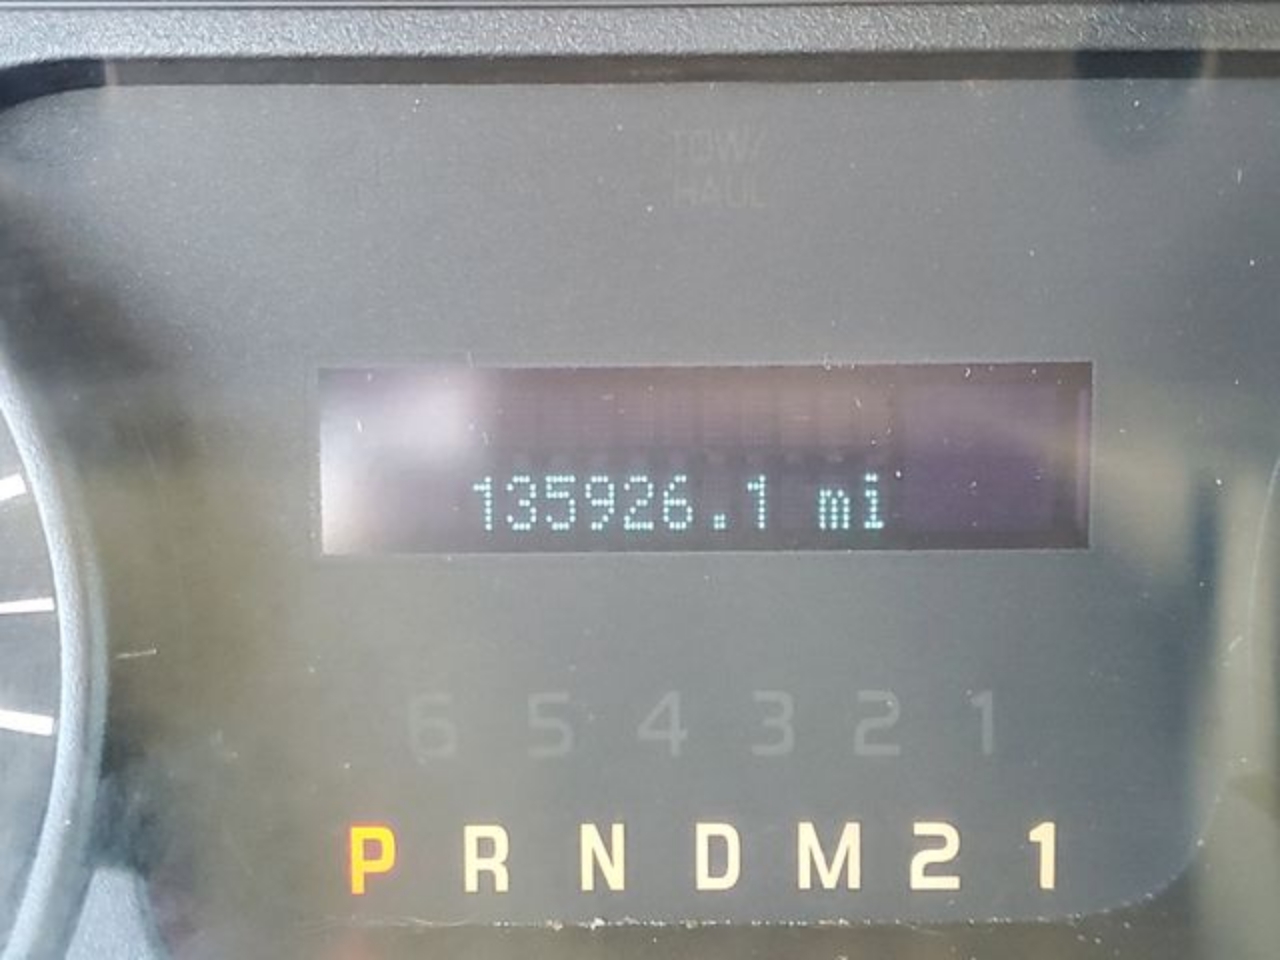 TOW/
HAUL
135926.1 mi
6 5 4 3 2 1
P R N D M 2 1